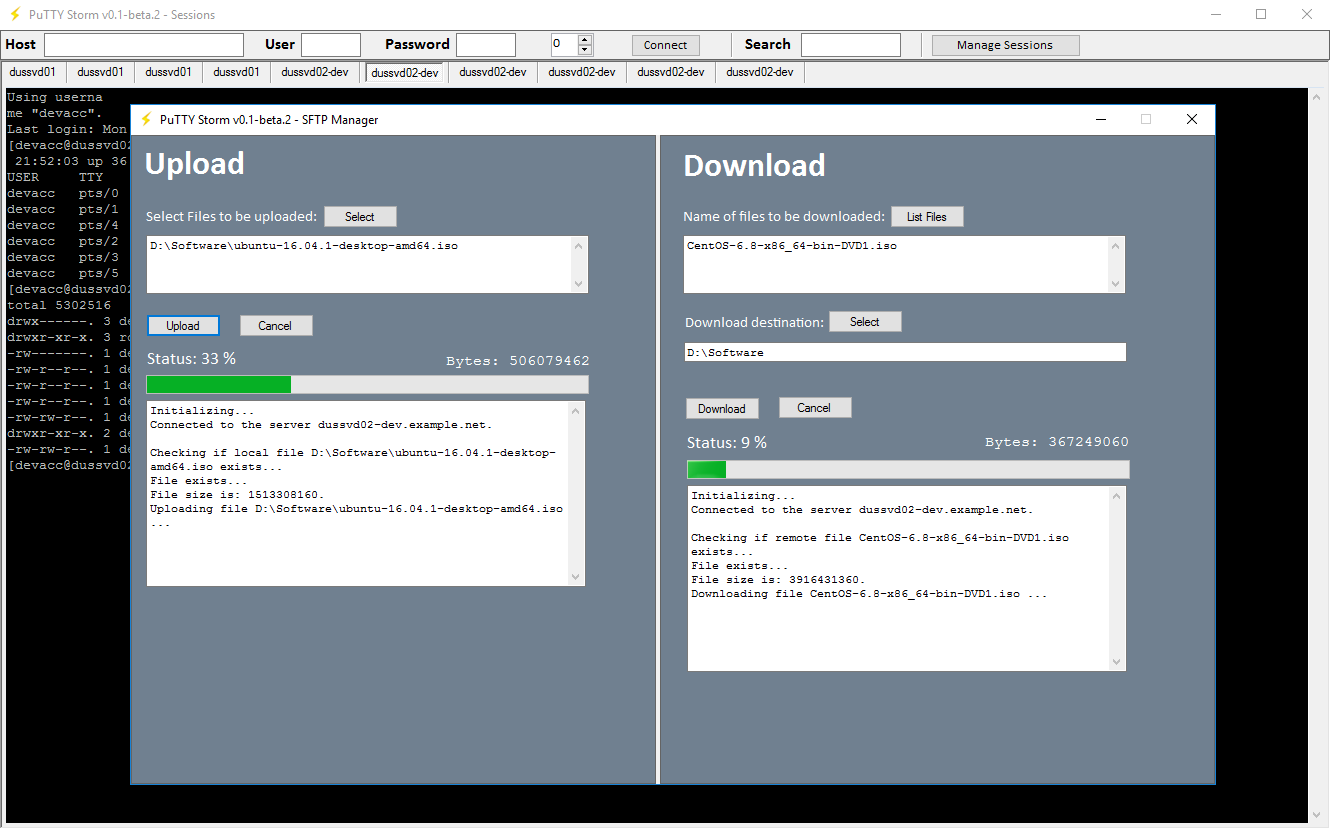 PuTTY Storm v0.1-beta.2 - Sessions
Host User Password 0 Connect Search Manage Sessions
dussvd01 dussvd01 dussvd01 dussvd01 dussvd02-dev dussvd02-dev dussvd02-dev dussvd02-dev dussvd02-dev dussvd02-dev
Using userna
me "devacc".
Last login: Mon
[devacc@dussvd02
21:52:03 up 36
USER TTY
devacc pts/0
devacc pts/1
devacc pts/4
devacc pts/2
devacc pts/3
devacc pts/5
[devacc@dussvd02
total 5302516
drwx------. 3 de
drwxr-xr-x. 3 ro
-rw-------. 1 de
-rw-r--r--. 1 de
-rw-r--r--. 1 de
-rw-r--r--. 1 de
-rw-rw-r--. 1 de
drwxr-xr-x. 2 de
-rw-rw-r--. 1 de
[devacc@dussvd02
PuTTY Storm v0.1-beta.2 - SFTP Manager
Upload
Select Files to be uploaded: Select
D:\Software\ubuntu-16.04.1-desktop-amd64.iso
Upload Cancel
Status: 33 % Bytes: 506079462
Initializing...
Connected to the server dussvd02-dev.example.net.
Checking if local file D:\Software\ubuntu-16.04.1-desktop-
amd64.iso exists...
File exists...
File size is: 1513308160.
Uploading file D:\Software\ubuntu-16.04.1-desktop-amd64.iso
...
Download
Name of files to be downloaded: List Files
CentOS-6.8-x86_64-bin-DVD1.iso
Download destination: Select
D:\Software
Download Cancel
Status: 9 % Bytes: 367249060
Initializing...
Connected to the server dussvd02-dev.example.net.
Checking if remote file CentOS-6.8-x86_64-bin-DVD1.iso
exists...
File exists...
File size is: 3916431360.
Downloading file CentOS-6.8-x86_64-bin-DVD1.iso ...